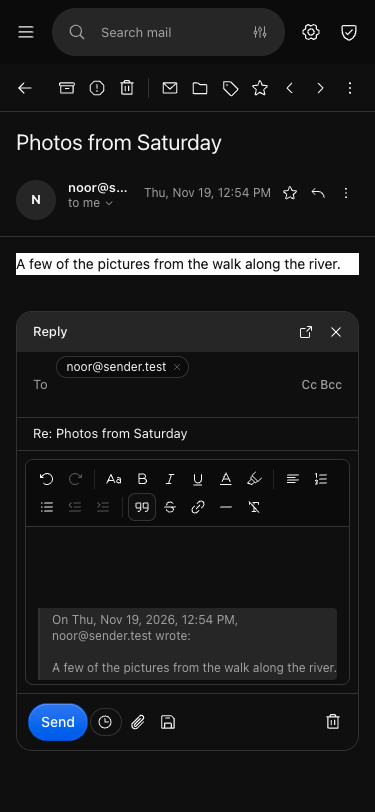 Search mail
Photos from Saturday
N
noor@s...
Thu, Nov 19, 12:54 PM
to me
A few of the pictures from the walk along the river.
Reply
To
noor@sender.test
Cc Bcc
Re: Photos from Saturday
Aa B I U A
On Thu, Nov 19, 2026, 12:54 PM,
noor@sender.test wrote:
A few of the pictures from the walk along the river.
Send